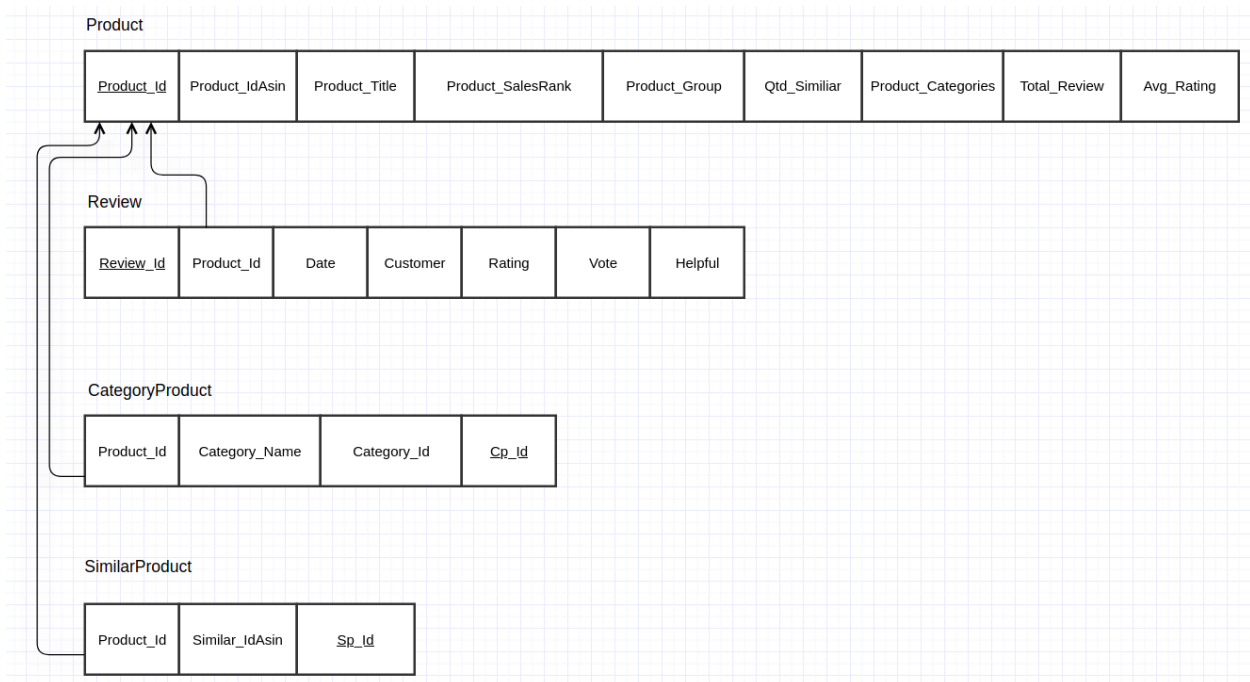 Product
Product_Id Product_IdAsin Product_Title Product_SalesRank Product_Group Qtd_Similiar Product_Categories Total_Review Avg_Rating
Review
Review_Id Product_Id Date Customer Rating Vote Helpful
CategoryProduct
Product_Id Category_Name Category_Id Cp_Id
SimilarProduct
Product_Id Similar_IdAsin Sp_Id